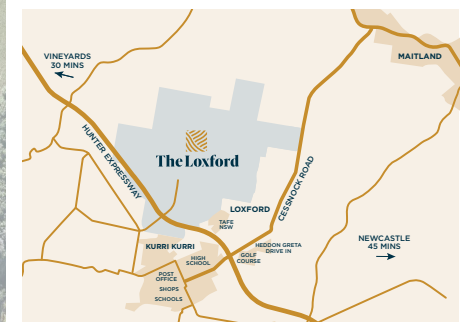 VINEYARDS
30 MINS
MAITLAND
HUNTER EXPRESSWAY
The Loxford
CESSNOCK ROAD
LOXFORD
TAFE
NSW
NEWCASTLE
45 MINS
KURRI KURRI
HEDDON GRETA
DRIVE IN
HIGH
SCHOOL
GOLF
COURSE
POST
OFFICE
SHOPS
SCHOOLS